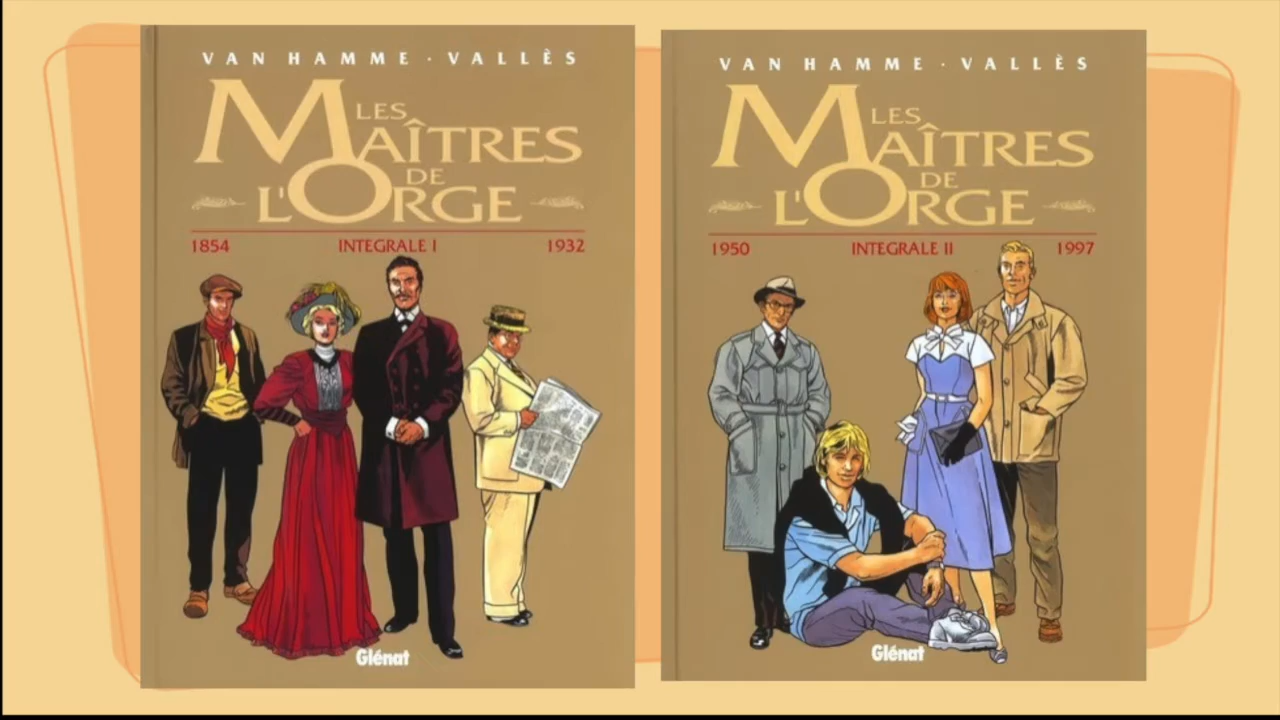 VAN HAMME · VALLÈS
LES
MAÎTRES
DE
L'ORGE
1854 INTEGRALE I 1932
Glénat
VAN HAMME · VALLÈS
LES
MAÎTRES
DE
L'ORGE
1950 INTEGRALE II 1997
Glénat